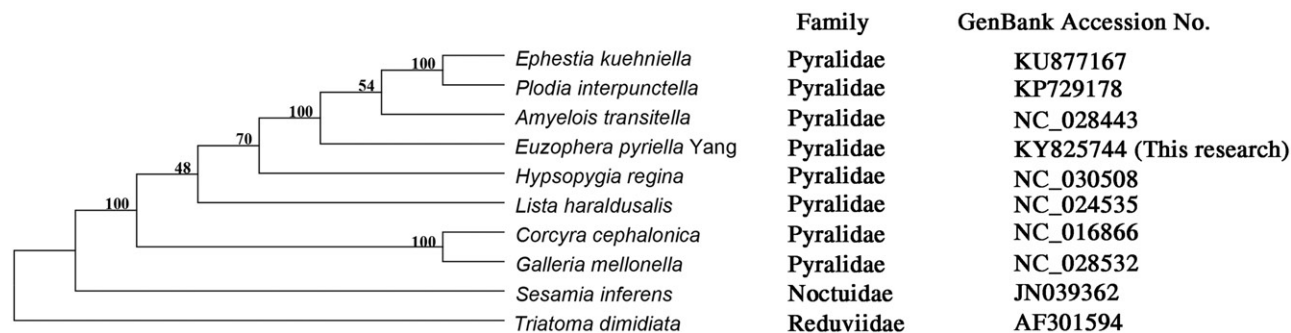 Family GenBank Accession No.
Ephestia kuehniella Pyralidae KU877167
100
Plodia interpunctella Pyralidae KP729178
54
Amyelois transitella Pyralidae NC_028443
100
Euzophera pyriella Yang Pyralidae KY825744 (This research)
70
Hypsopygia regina Pyralidae NC_030508
48
Lista haraldusalis Pyralidae NC_024535
100
Corcyra cephalonica Pyralidae NC_016866
100
Galleria mellonella Pyralidae NC_028532
Sesamia inferens Noctuidae JN039362
Triatoma dimidiata Reduviidae AF301594